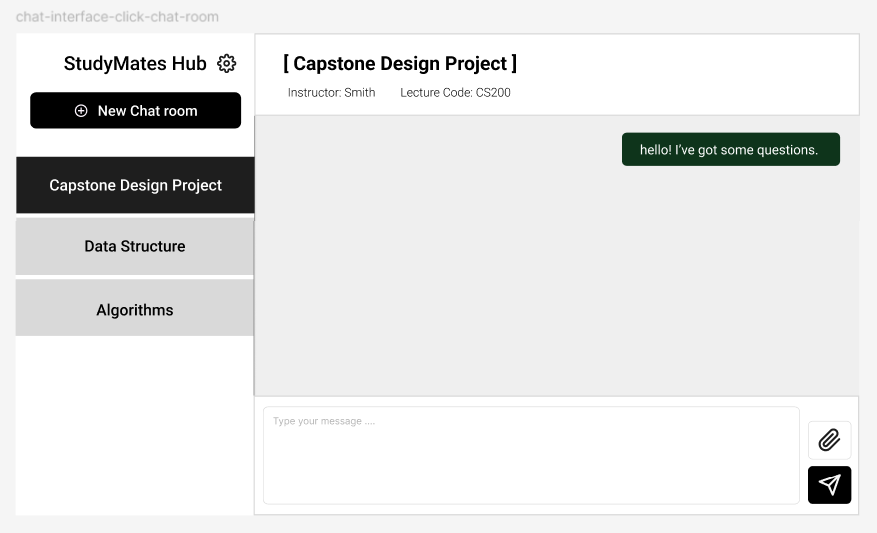 chat-interface-click-chat-room
StudyMates Hub
New Chat room
Capstone Design Project
Data Structure
Algorithms
[ Capstone Design Project ]
Instructor: Smith Lecture Code: CS200
hello! I've got some questions.
Type your message ....